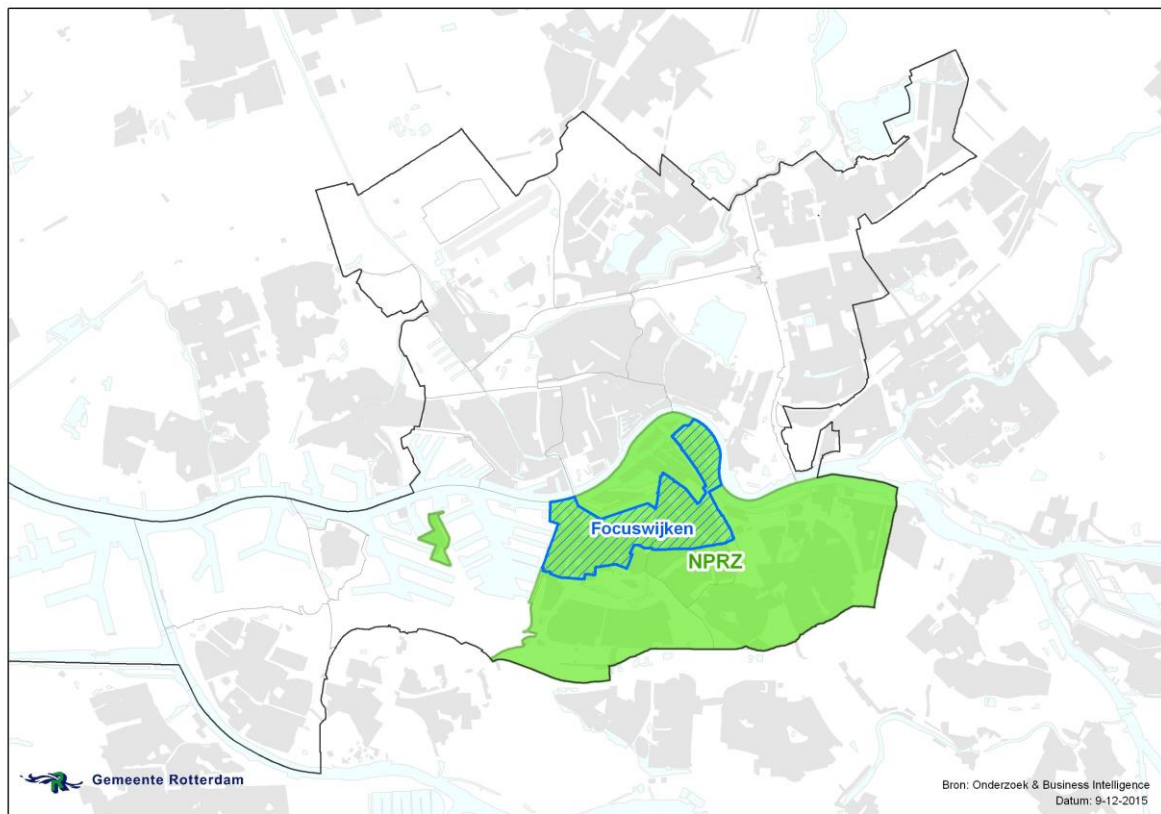 Focuswijken
NPRZ
Gemeente Rotterdam
Bron: Onderzoek & Business Intelligence
Datum: 9-12-2015